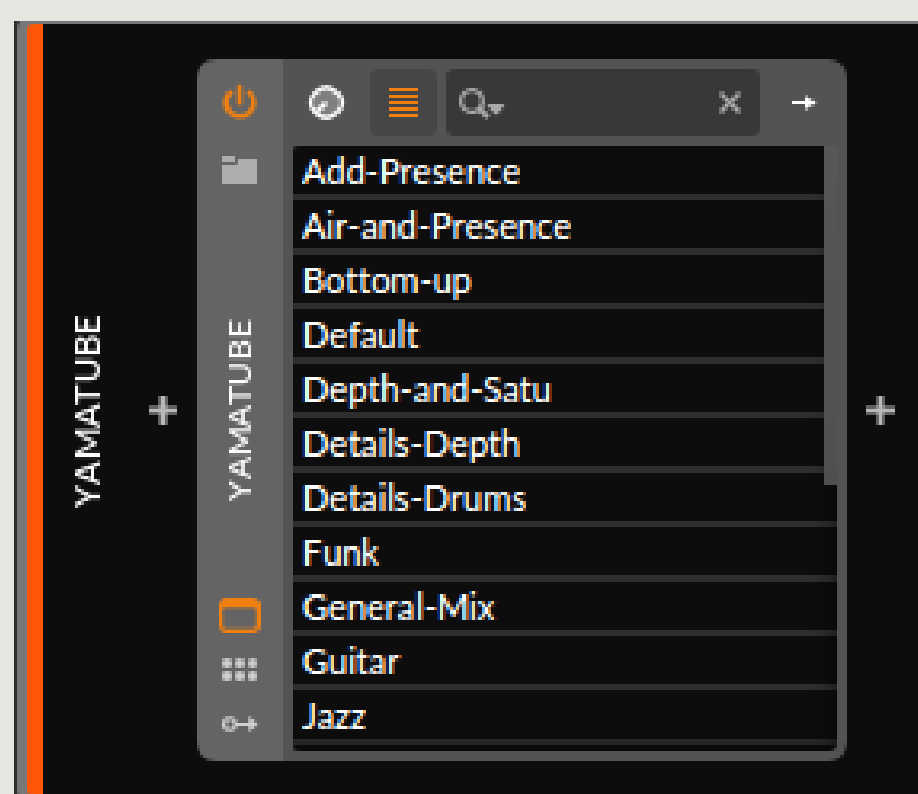 YAMATUBE
YAMATUBE
Add-Presence
Air-and-Presence
Bottom-up
Default
Depth-and-Satu
Details-Depth
Details-Drums
Funk
General-Mix
Guitar
Jazz